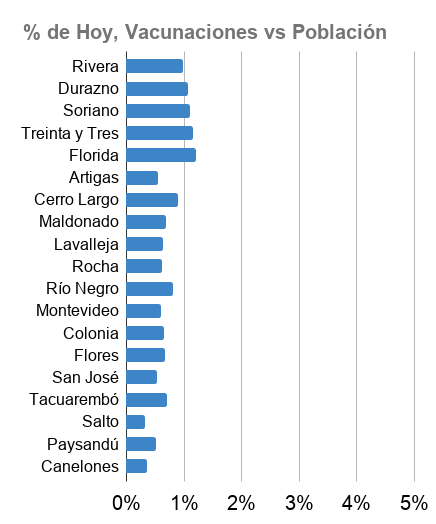 % de Hoy, Vacunaciones vs Población
Rivera
Durazno
Soriano
Treinta y Tres
Florida
Artigas
Cerro Largo
Maldonado
Lavalleja
Rocha
Río Negro
Montevideo
Colonia
Flores
San José
Tacuarembó
Salto
Paysandú
Canelones
0% 1% 2% 3% 4% 5%